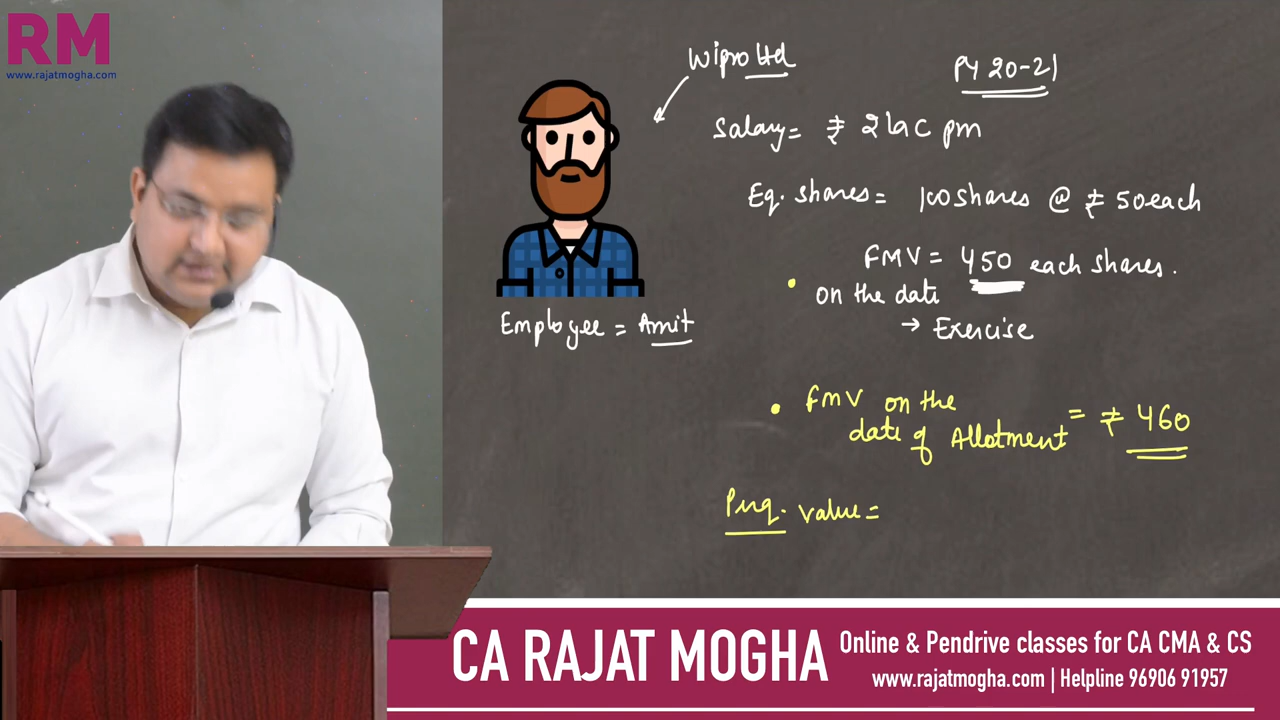 RM
www.rajatmogha.com
Wipro Ltd
PY 20-21
Salary = ₹ 2 lac pm
Eq. shares = 100 shares @ ₹ 50 each
FMV = 450 each shares.
on the date
→ Exercise
Employee = Amit
• FMV on the
date of Allotment = ₹ 460
Perq. value =
CA RAJAT MOGHA
Online & Pendrive classes for CA CMA & CS
www.rajatmogha.com | Helpline 96906 91957